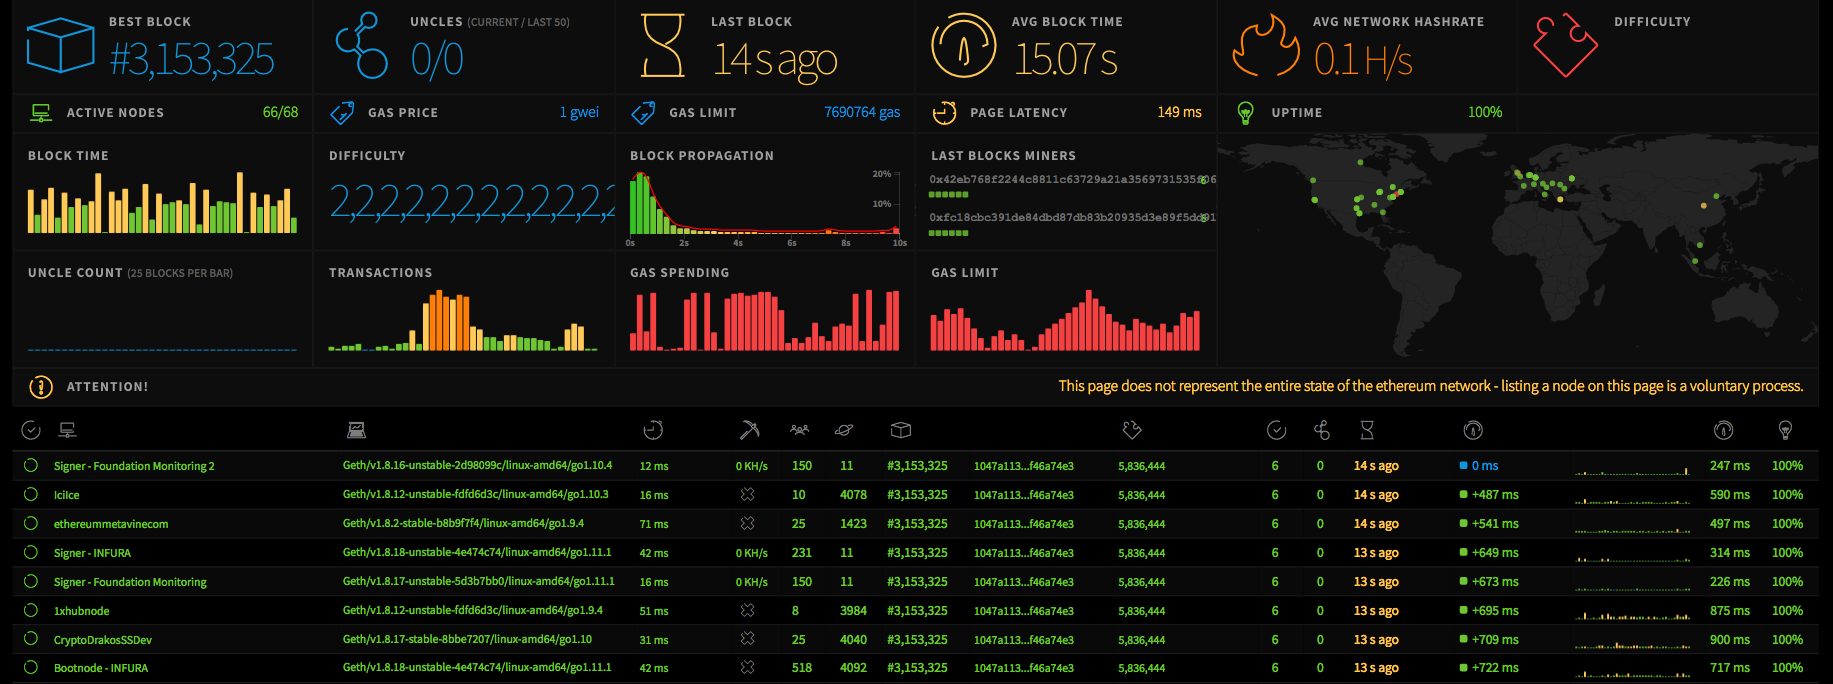 BEST BLOCK
#3,153,325
UNCLES (CURRENT / LAST 50)
0/0
LAST BLOCK
14 s ago
AVG BLOCK TIME
15.07 s
AVG NETWORK HASHRATE
0.1 H/s
DIFFICULTY
ACTIVE NODES 66/68
GAS PRICE 1 gwei
GAS LIMIT 7690764 gas
PAGE LATENCY 149 ms
UPTIME 100%
BLOCK TIME
DIFFICULTY
2,2,2,2,2,2,2,2,2,2,2,2
BLOCK PROPAGATION
20%
10%
0s 2s 4s 6s 8s 10s
LAST BLOCKS MINERS
0x42eb768f2244c8811c63729a21a3569731535f06
0xfc18cbc391de84dbd87db83b20935d3e89f5dd91
UNCLE COUNT (25 BLOCKS PER BAR)
TRANSACTIONS
GAS SPENDING
GAS LIMIT
ATTENTION! This page does not represent the entire state of the ethereum network - listing a node on this page is a voluntary process.
Signer - Foundation Monitoring 2 Geth/v1.8.16-unstable-2d98099c/linux-amd64/go1.10.4 12 ms 0 KH/s 150 11 #3,153,325 1047a113...f46a74e3 5,836,444 6 0 14 s ago 0 ms 247 ms 100%
IciIce Geth/v1.8.12-unstable-fdfd6d3c/linux-amd64/go1.10.3 16 ms 10 4078 #3,153,325 1047a113...f46a74e3 5,836,444 6 0 14 s ago +487 ms 590 ms 100%
ethereummetavinecom Geth/v1.8.2-stable-b8b9f7f4/linux-amd64/go1.9.4 71 ms 25 1423 #3,153,325 1047a113...f46a74e3 5,836,444 6 0 14 s ago +541 ms 497 ms 100%
Signer - INFURA Geth/v1.8.18-unstable-4e474c74/linux-amd64/go1.11.1 42 ms 0 KH/s 231 11 #3,153,325 1047a113...f46a74e3 5,836,444 6 0 13 s ago +649 ms 314 ms 100%
Signer - Foundation Monitoring Geth/v1.8.17-unstable-5d3b7bb0/linux-amd64/go1.11.1 16 ms 0 KH/s 150 11 #3,153,325 1047a113...f46a74e3 5,836,444 6 0 13 s ago +673 ms 226 ms 100%
1xhubnode Geth/v1.8.12-unstable-fdfd6d3c/linux-amd64/go1.9.4 51 ms 8 3984 #3,153,325 1047a113...f46a74e3 5,836,444 6 0 13 s ago +695 ms 875 ms 100%
CryptoDrakosSSDev Geth/v1.8.17-stable-8bbe7207/linux-amd64/go1.10 31 ms 25 4040 #3,153,325 1047a113...f46a74e3 5,836,444 6 0 13 s ago +709 ms 900 ms 100%
Bootnode - INFURA Geth/v1.8.18-unstable-4e474c74/linux-amd64/go1.11.1 42 ms 518 4092 #3,153,325 1047a113...f46a74e3 5,836,444 6 0 13 s ago +722 ms 717 ms 100%